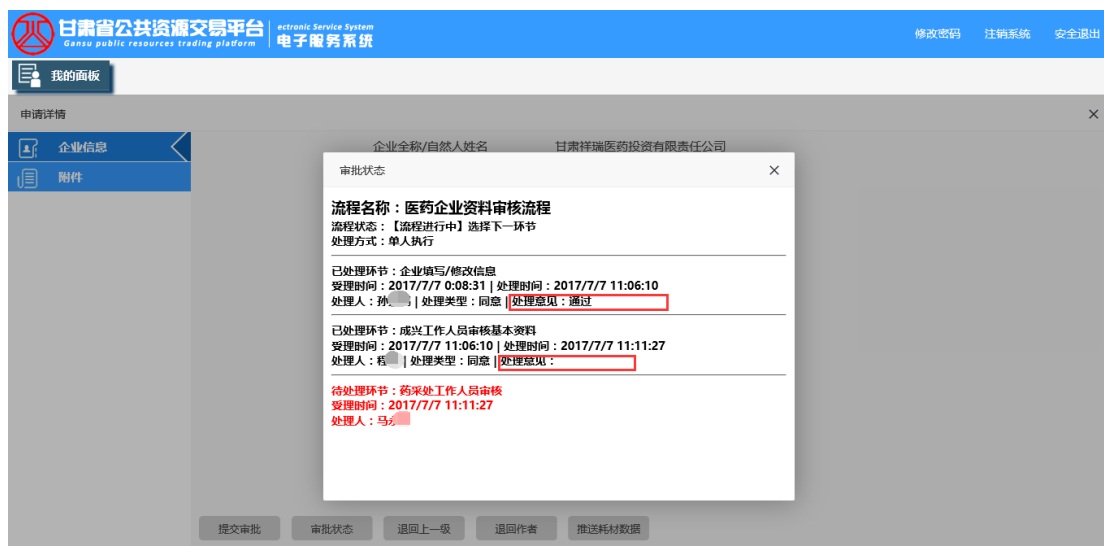 甘肃省公共资源交易平台
Gansu public resources trading platform
ectronic Service System
电子服务系统
修改密码 注销系统 安全退出
我的面板
申请详情
企业信息
附件
企业全称/自然人姓名 甘肃祥瑞医药投资有限责任公司
审批状态
流程名称：医药企业资料审核流程
流程状态：【流程进行中】选择下一环节
处理方式：单人执行
已处理环节：企业填写/修改信息
受理时间：2017/7/7 0:08:31 | 处理时间：2017/7/7 11:06:10
处理人：孙 | 处理类型：同意 | 处理意见：通过
已处理环节：成兴工作人员审核基本资料
受理时间：2017/7/7 11:06:10 | 处理时间：2017/7/7 11:11:27
处理人：程 | 处理类型：同意 | 处理意见：
待处理环节：药采处工作人员审核
受理时间：2017/7/7 11:11:27
处理人：马
提交审批 审批状态 退回上一级 退回作者 推送耗材数据